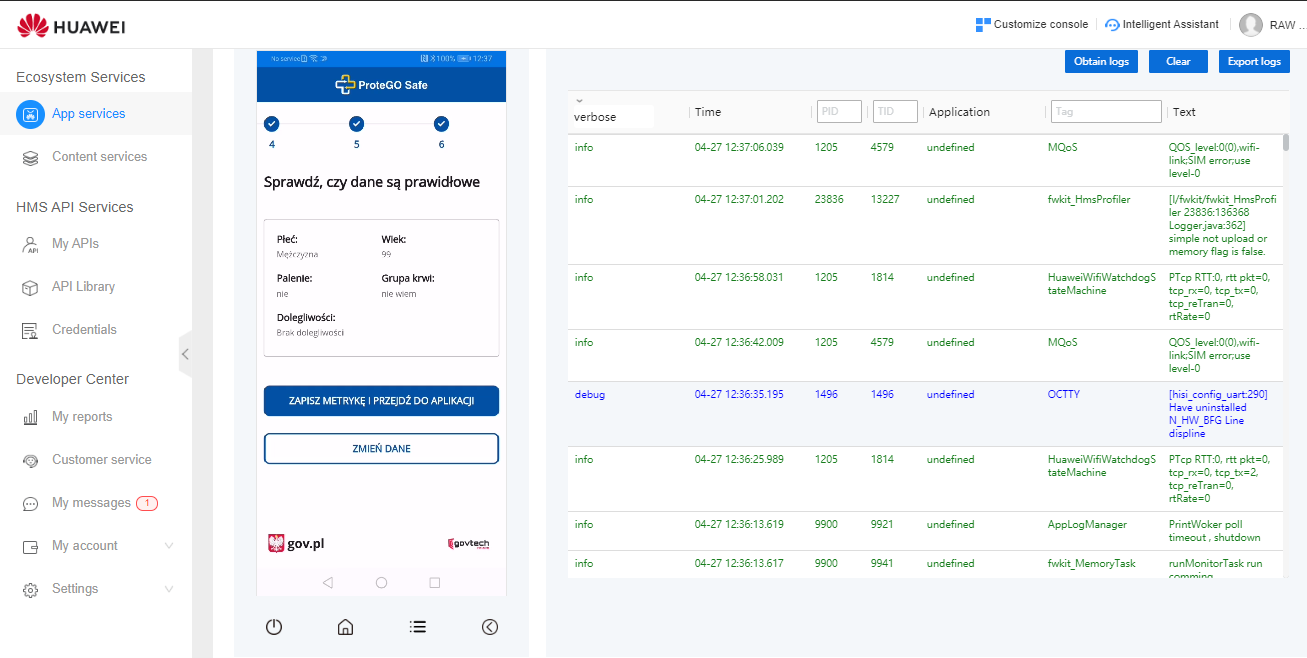 HUAWEI
Customize console
Intelligent Assistant
RAW ...
Ecosystem Services
App services
Content services
HMS API Services
My APIs
API Library
Credentials
Developer Center
My reports
Customer service
My messages 1
My account
Settings
No service 100% 12:37
ProteGO Safe
4 5 6
Sprawdź, czy dane są prawidłowe
Płeć: Wiek:
Mężczyzna 99
Palenie: Grupa krwi:
nie nie wiem
Dolegliwości:
Brak dolegliwości
ZAPISZ METRYKĘ I PRZEJDŹ DO APLIKACJI
ZMIEŃ DANE
gov.pl govtech
Obtain logs Clear Export logs
verbose Time PID TID Application Tag Text
info 04-27 12:37:06.039 1205 4579 undefined MQoS QOS_level:0(0),wifi-
link;SIM error;use
level-0
info 04-27 12:37:01.202 23836 13227 undefined fwkit_HmsProfiler [I/fwkit/fwkit_HmsProfi
ler 23836:136368
Logger.java:362]
simple not upload or
memory flag is false.
info 04-27 12:36:58.031 1205 1814 undefined HuaweiWifiWatchdogS PTcp RTT:0, rtt pkt=0,
tateMachine tcp_rx=0, tcp_tx=0,
tcp_reTran=0,
rtRate=0
info 04-27 12:36:42.009 1205 4579 undefined MQoS QOS_level:0(0),wifi-
link;SIM error;use
level-0
debug 04-27 12:36:35.195 1496 1496 undefined OCTTY [hisi_config_uart:290]
Have uninstalled
N_HW_BFG Line
displine
info 04-27 12:36:25.989 1205 1814 undefined HuaweiWifiWatchdogS PTcp RTT:0, rtt pkt=0,
tateMachine tcp_rx=0, tcp_tx=2,
tcp_reTran=0,
rtRate=0
info 04-27 12:36:13.619 9900 9921 undefined AppLogManager PrintWoker poll
timeout , shutdown
info 04-27 12:36:13.617 9900 9941 undefined fwkit_MemoryTask runMonitorTask run
comming